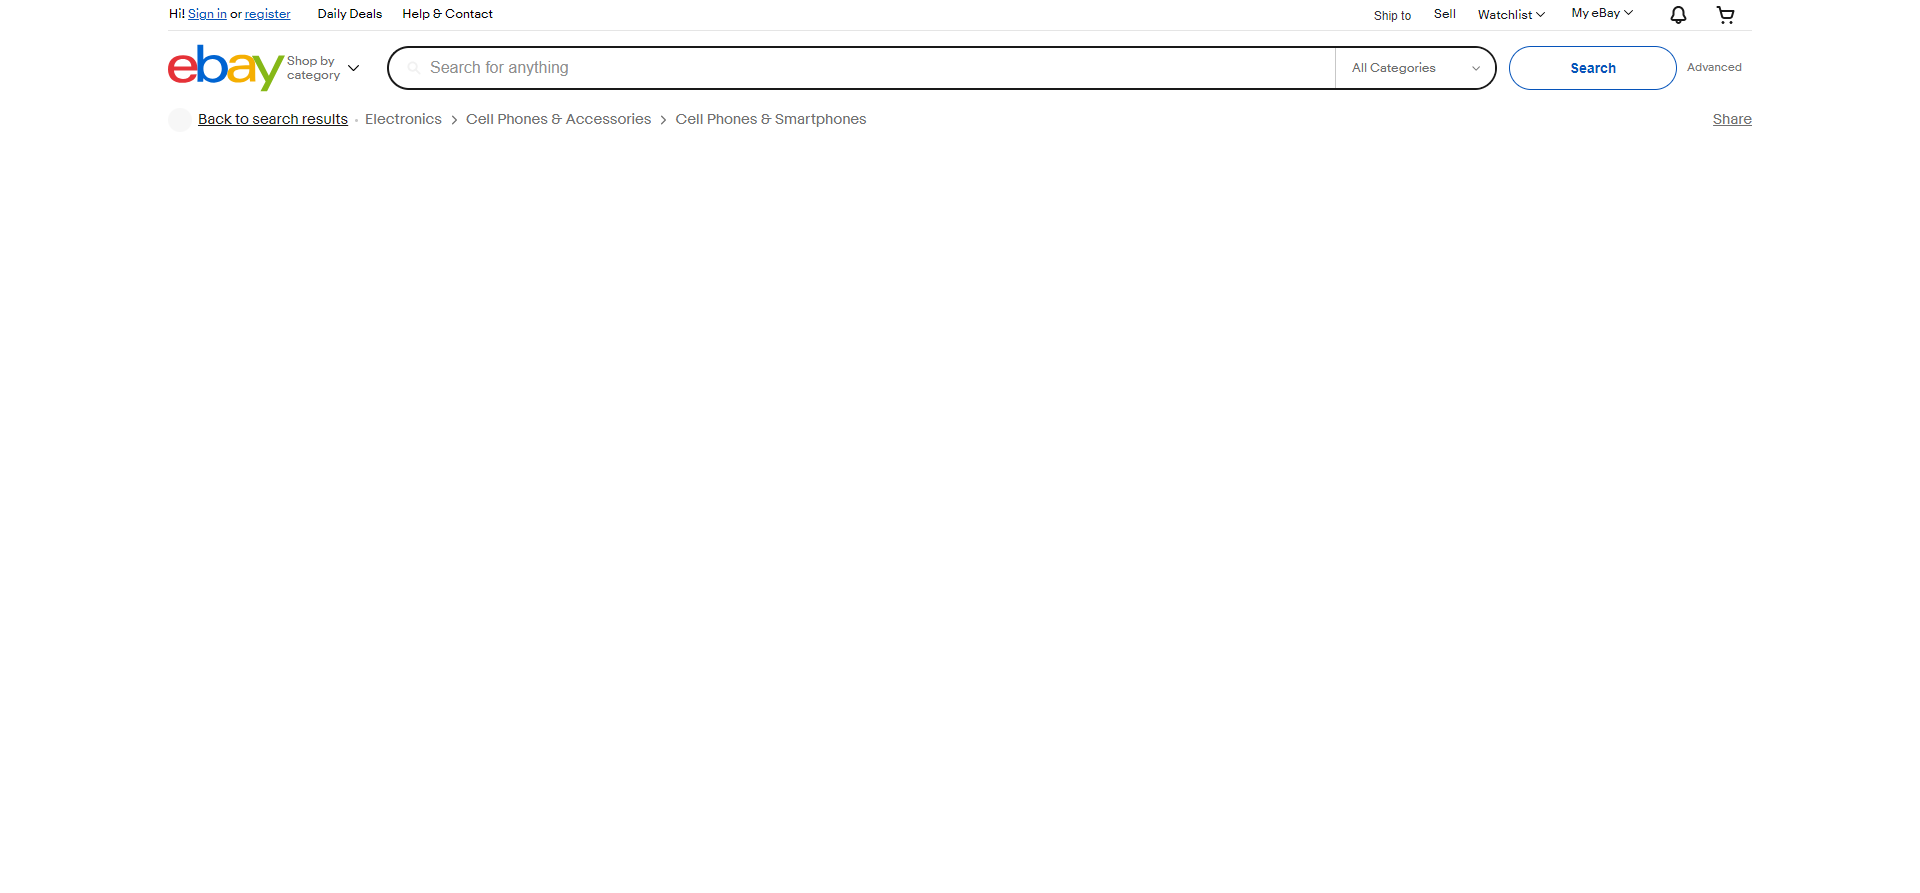 Hi! Sign in or register Daily Deals Help & Contact Ship to Sell Watchlist My eBay
ebay Shop by category Search for anything All Categories Search Advanced
Back to search results Electronics Cell Phones & Accessories Cell Phones & Smartphones Share